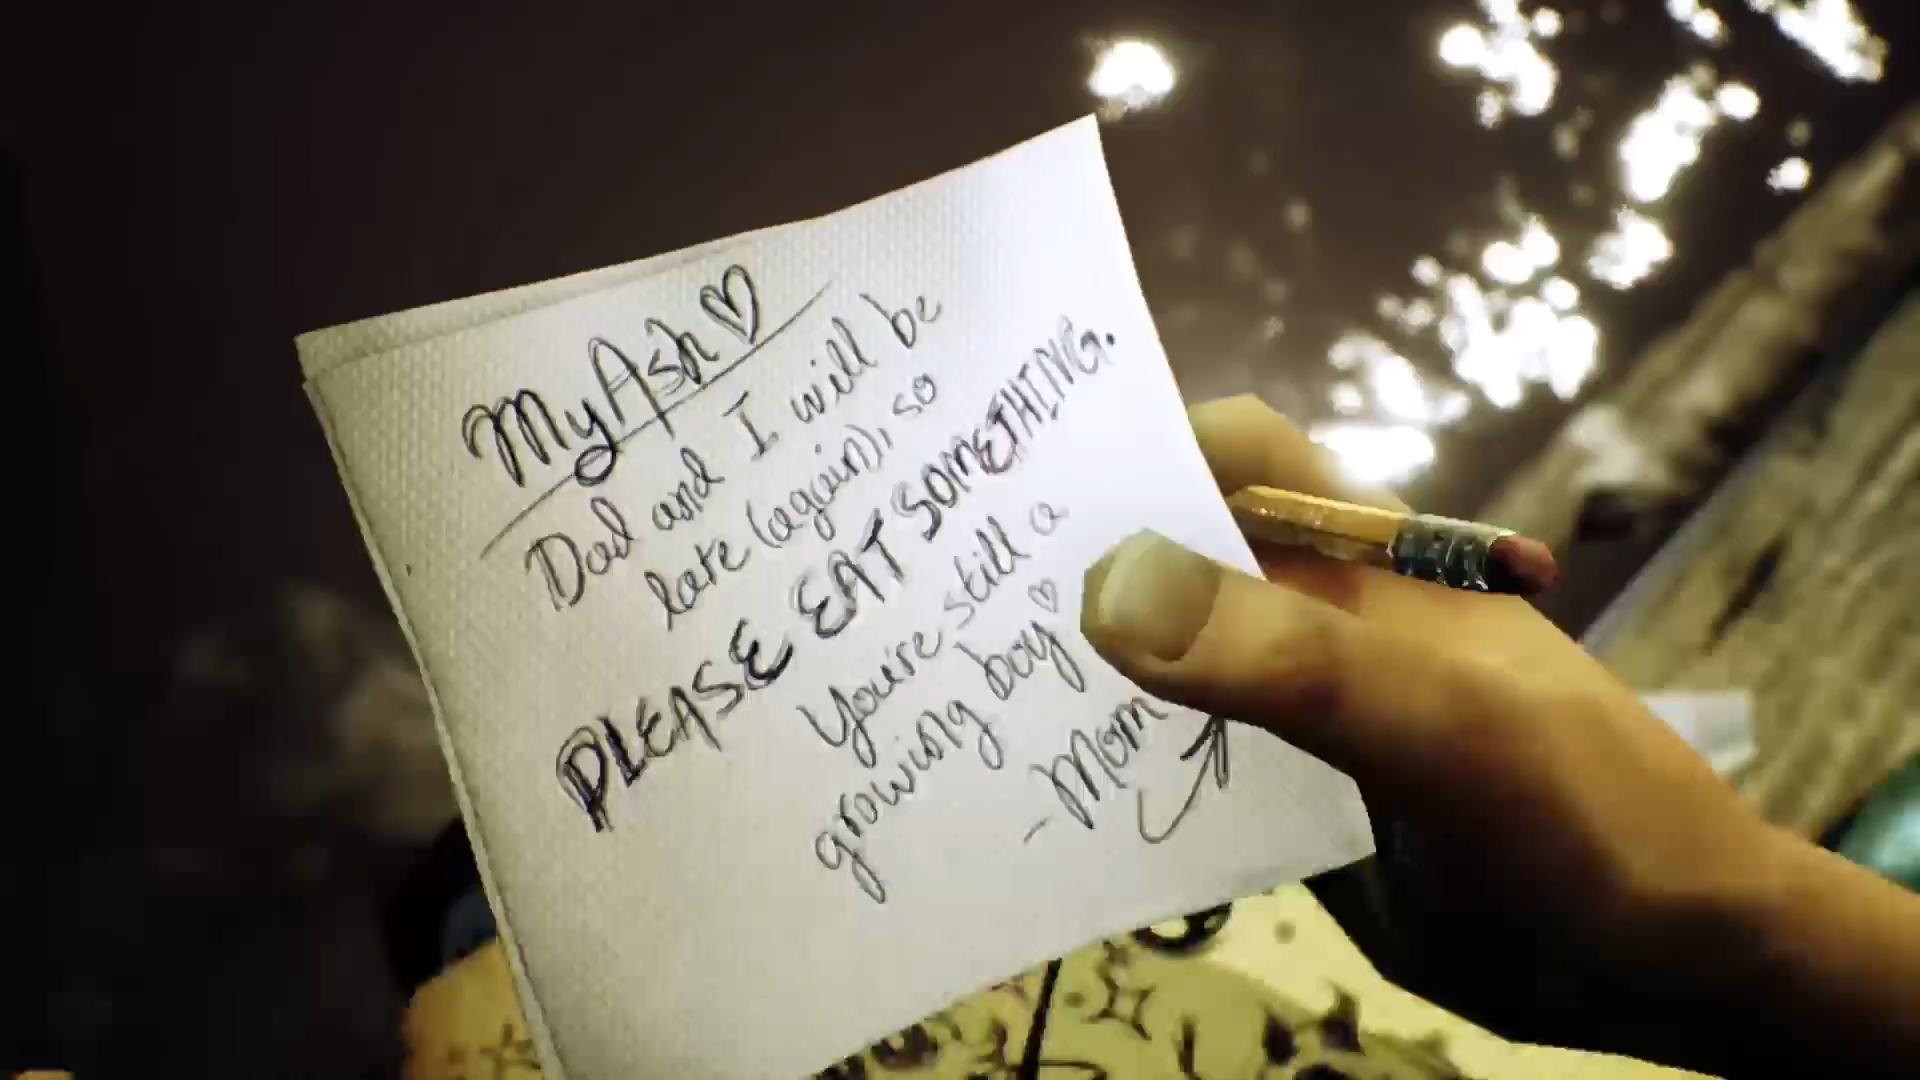 My Ash ♡
Dad and I will be
late (again), so
PLEASE EAT SOMETHING.
You're still a
growing boy ♡
- Mom